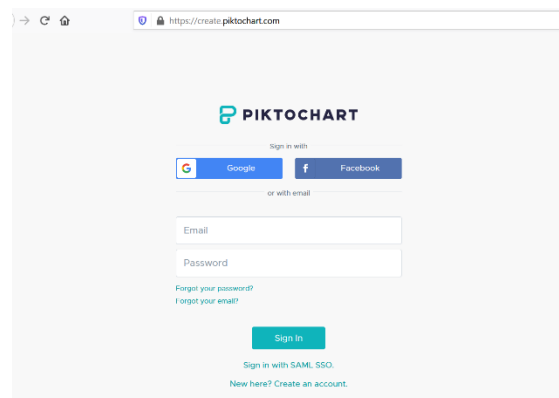 https://create.piktochart.com
PIKTOCHART
Sign in with
G Google f Facebook
or with email
Email
Password
Forgot your password?
Forgot your email?
Sign In
Sign in with SAML SSO.
New here? Create an account.